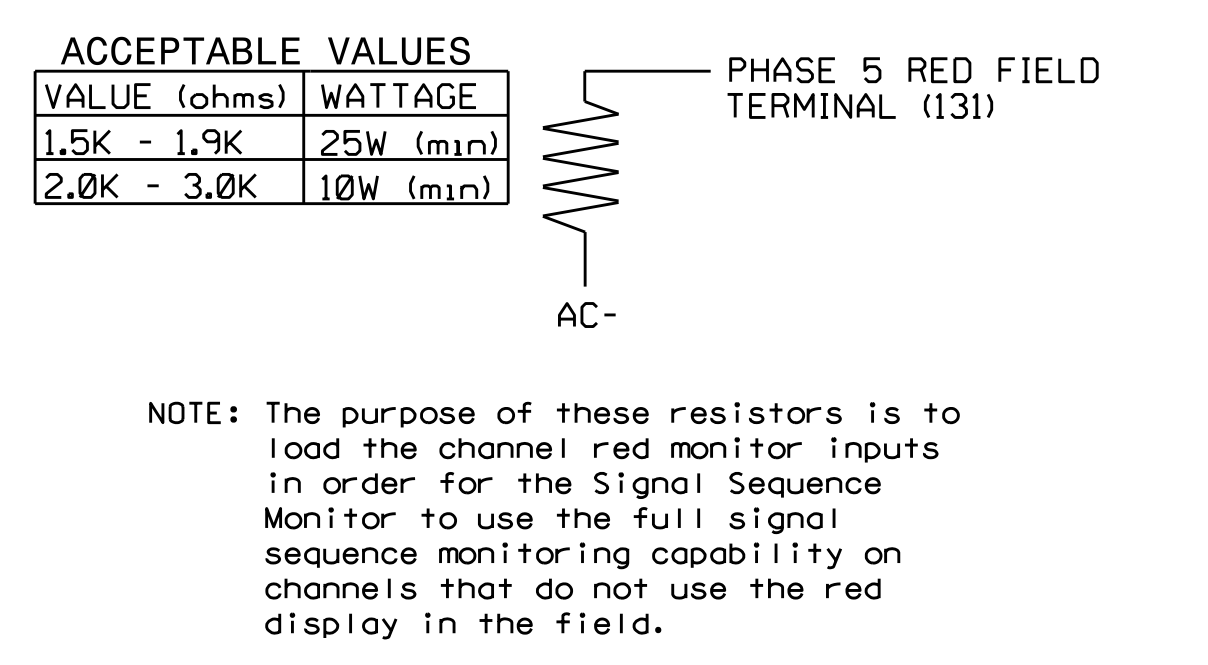 ACCEPTABLE VALUES
VALUE (ohms) WATTAGE
1.5K - 1.9K 25W (min)
2.0K - 3.0K 10W (min)
PHASE 5 RED FIELD
TERMINAL (131)
AC-
NOTE: The purpose of these resistors is to
load the channel red monitor inputs
in order for the Signal Sequence
Monitor to use the full signal
sequence monitoring capability on
channels that do not use the red
display in the field.